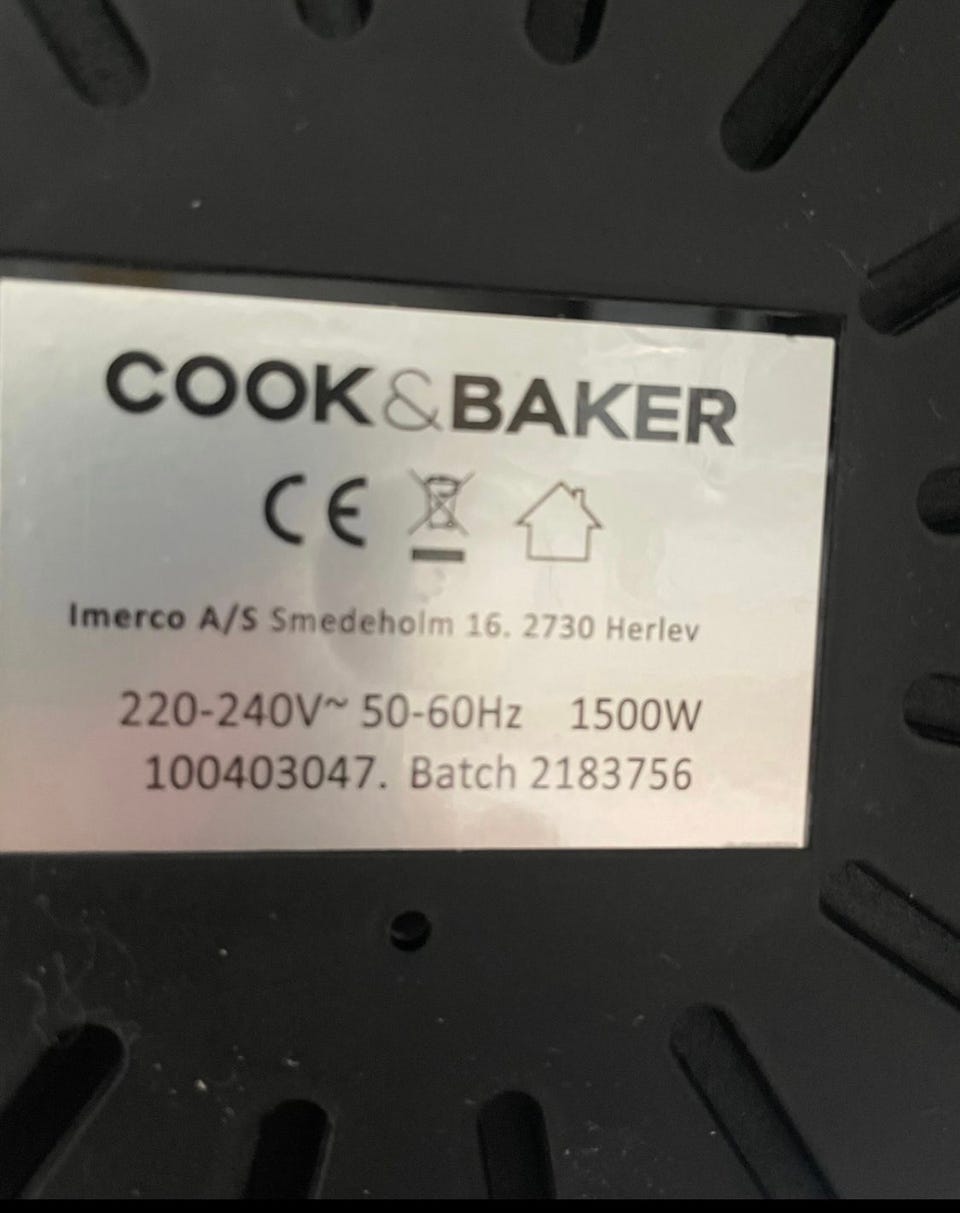 COOK&BAKER
CE
Imerco A/S Smedeholm 16. 2730 Herlev
220-240V~ 50-60Hz 1500W
100403047. Batch 2183756